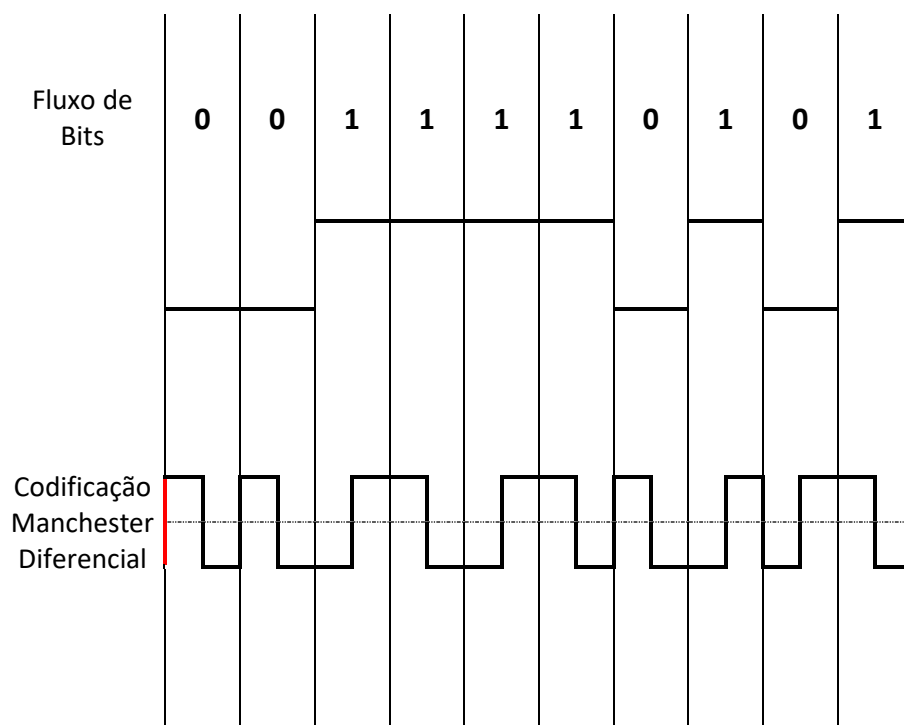 Fluxo de
Bits
0 0 1 1 1 1 0 1 0 1
Codificação
Manchester
Diferencial